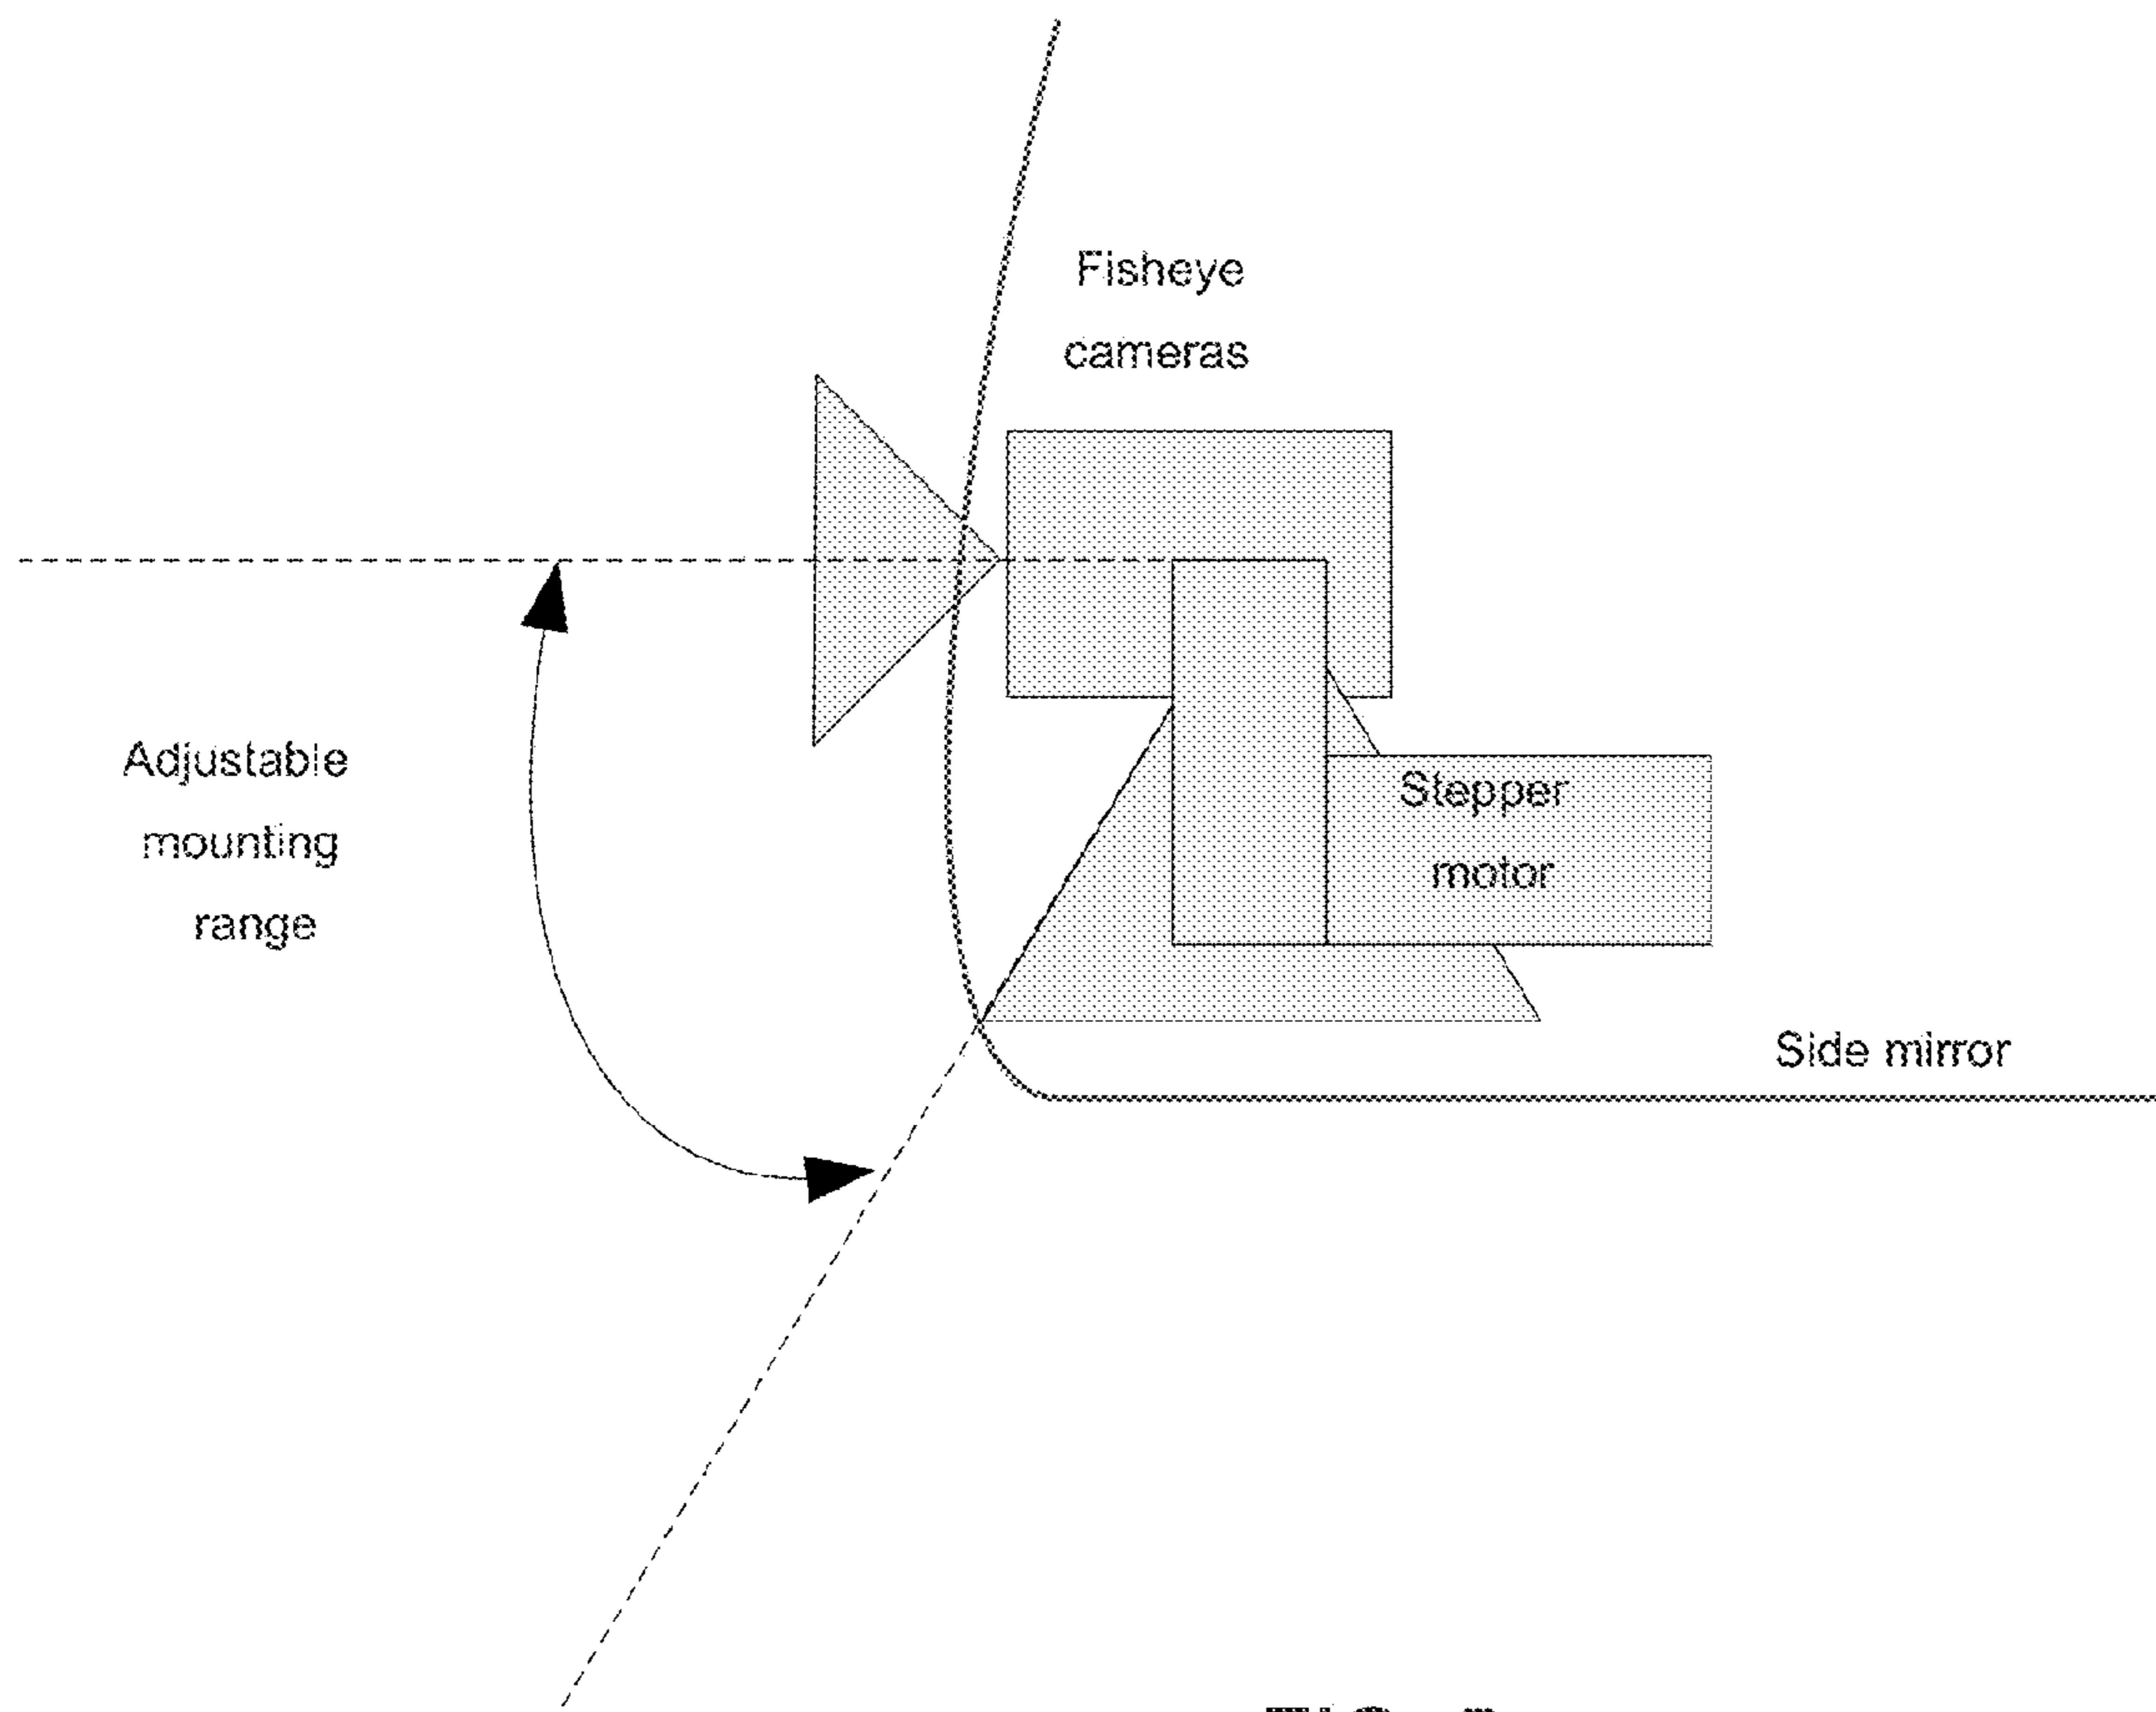 Fisheye
cameras
Adjustable
mounting
range
Stepper
motor
Side mirror